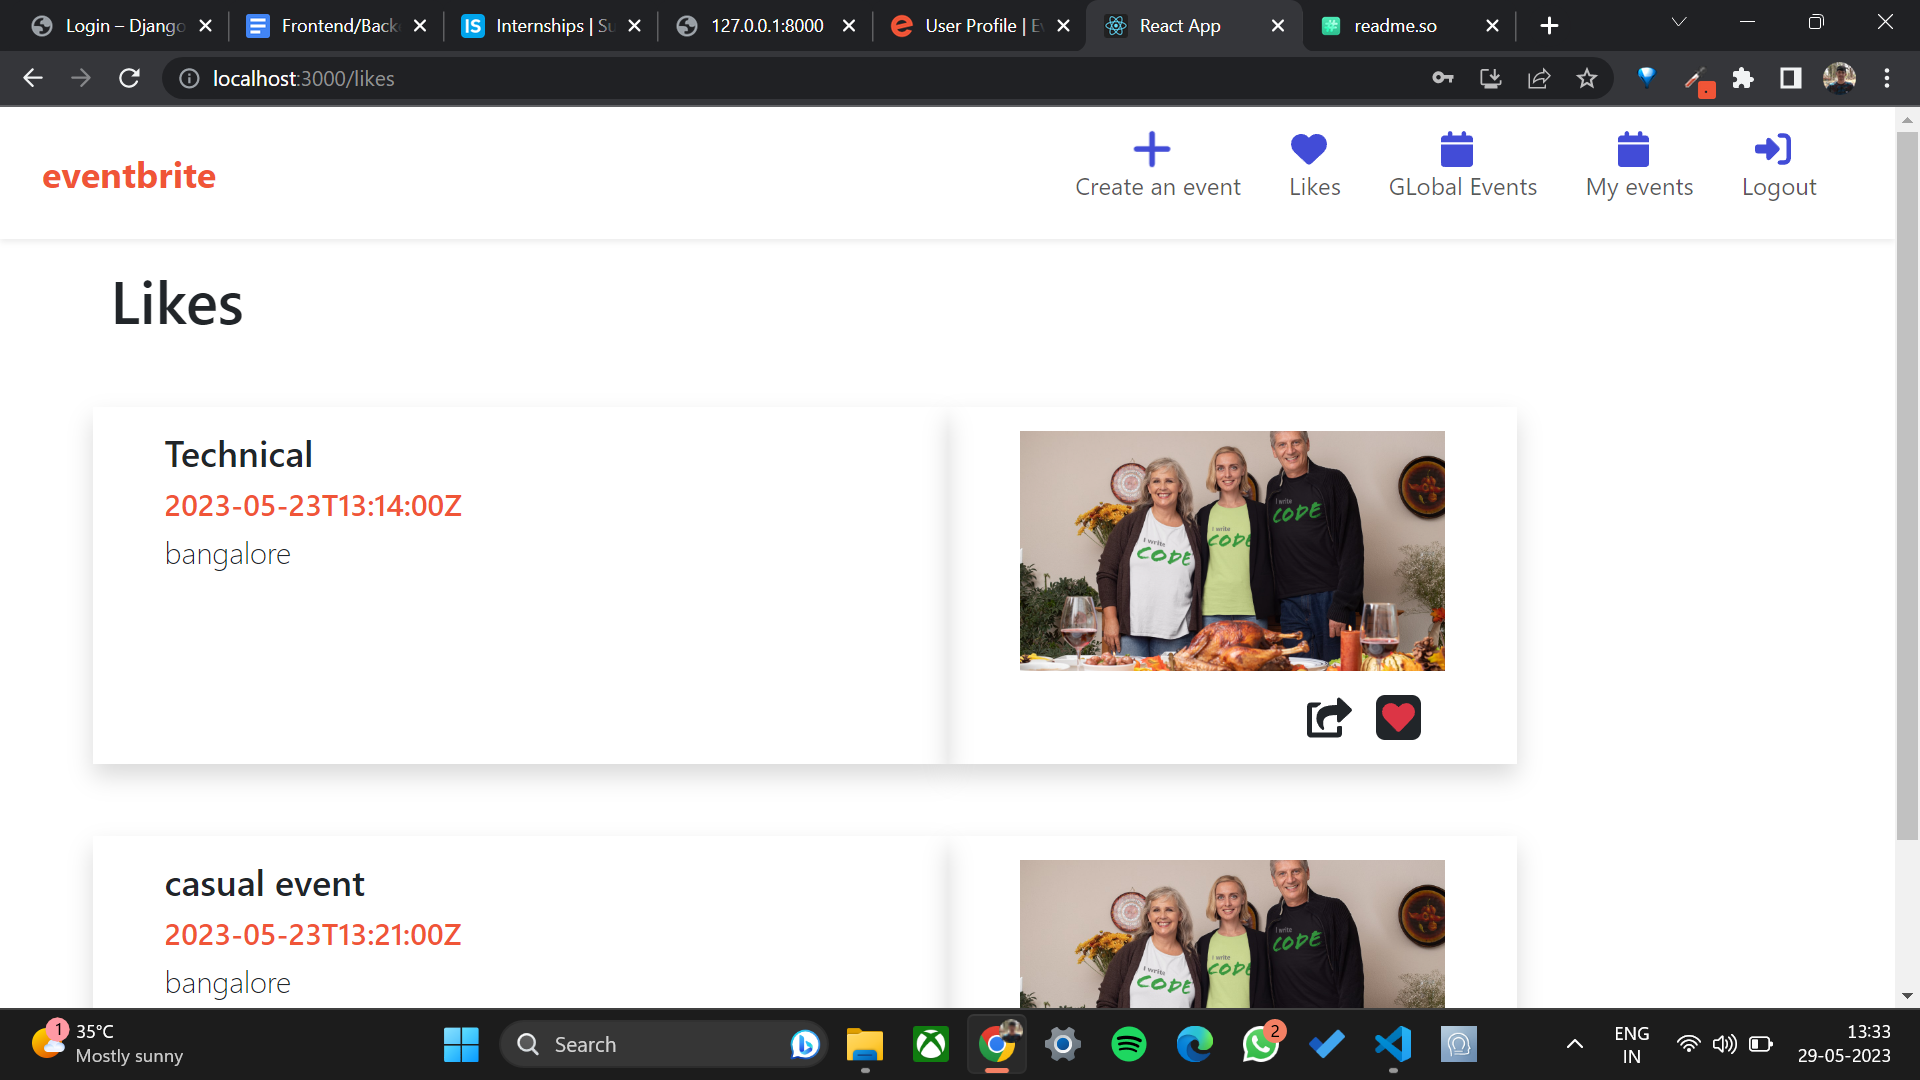 Login – Django
Frontend/Back
Internships | Su
127.0.0.1:8000
User Profile | Ev
React App
readme.so
localhost:3000/likes
eventbrite
Create an event
Likes
GLobal Events
My events
Logout
Likes
Technical
2023-05-23T13:14:00Z
bangalore
I write
CODE
I write
CODE
I write
CODE
casual event
2023-05-23T13:21:00Z
bangalore
I write
CODE
I write
CODE
I write
CODE
1
35°C
Mostly sunny
Search
2
ENG
IN
13:33
29-05-2023